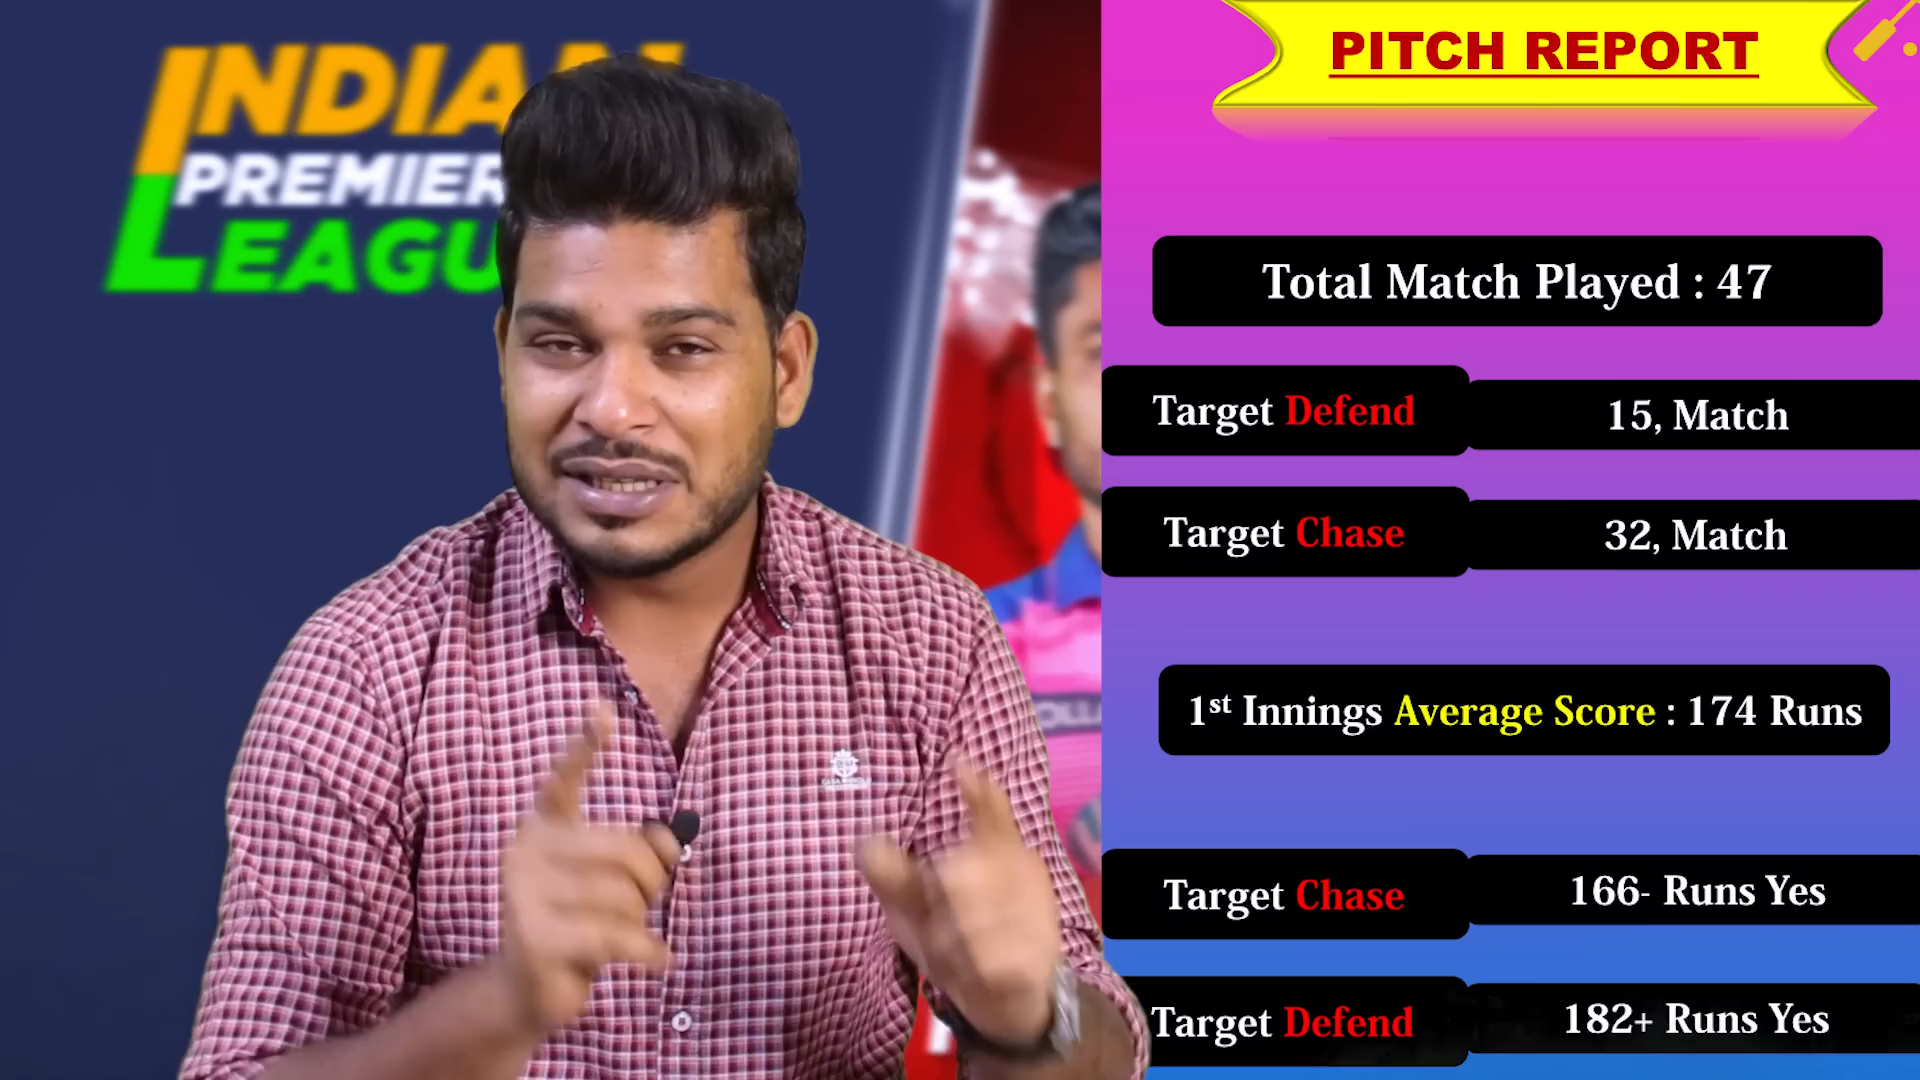 INDIAN
PREMIER
LEAGU
PITCH REPORT
Total Match Played : 47
Target Defend 15, Match
Target Chase 32, Match
1st Innings Average Score : 174 Runs
Target Chase 166- Runs Yes
Target Defend 182+ Runs Yes